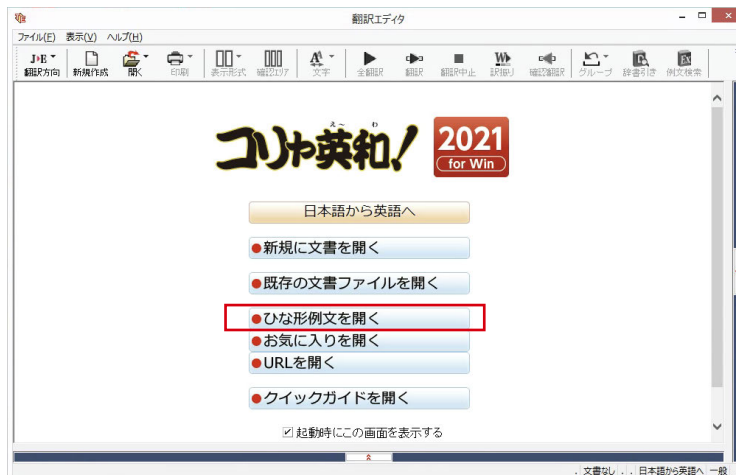 翻訳エディタ
ファイル(F) 表示(V) ヘルプ(H)
J▸E
翻訳方向 新規作成 開く 印刷 表示形式 確認エリア 文字 全翻訳 翻訳 翻訳中止 訳振り 確認翻訳 グループ 辞書引き 例文検索
え〜わ
コリャ英和!
2021
for Win
日本語から英語へ
●新規に文書を開く
●既存の文書ファイルを開く
●ひな形例文を開く
●お気に入りを開く
●URLを開く
●クイックガイドを開く
起動時にこの画面を表示する
文書なし 日本語から英語へ 一般